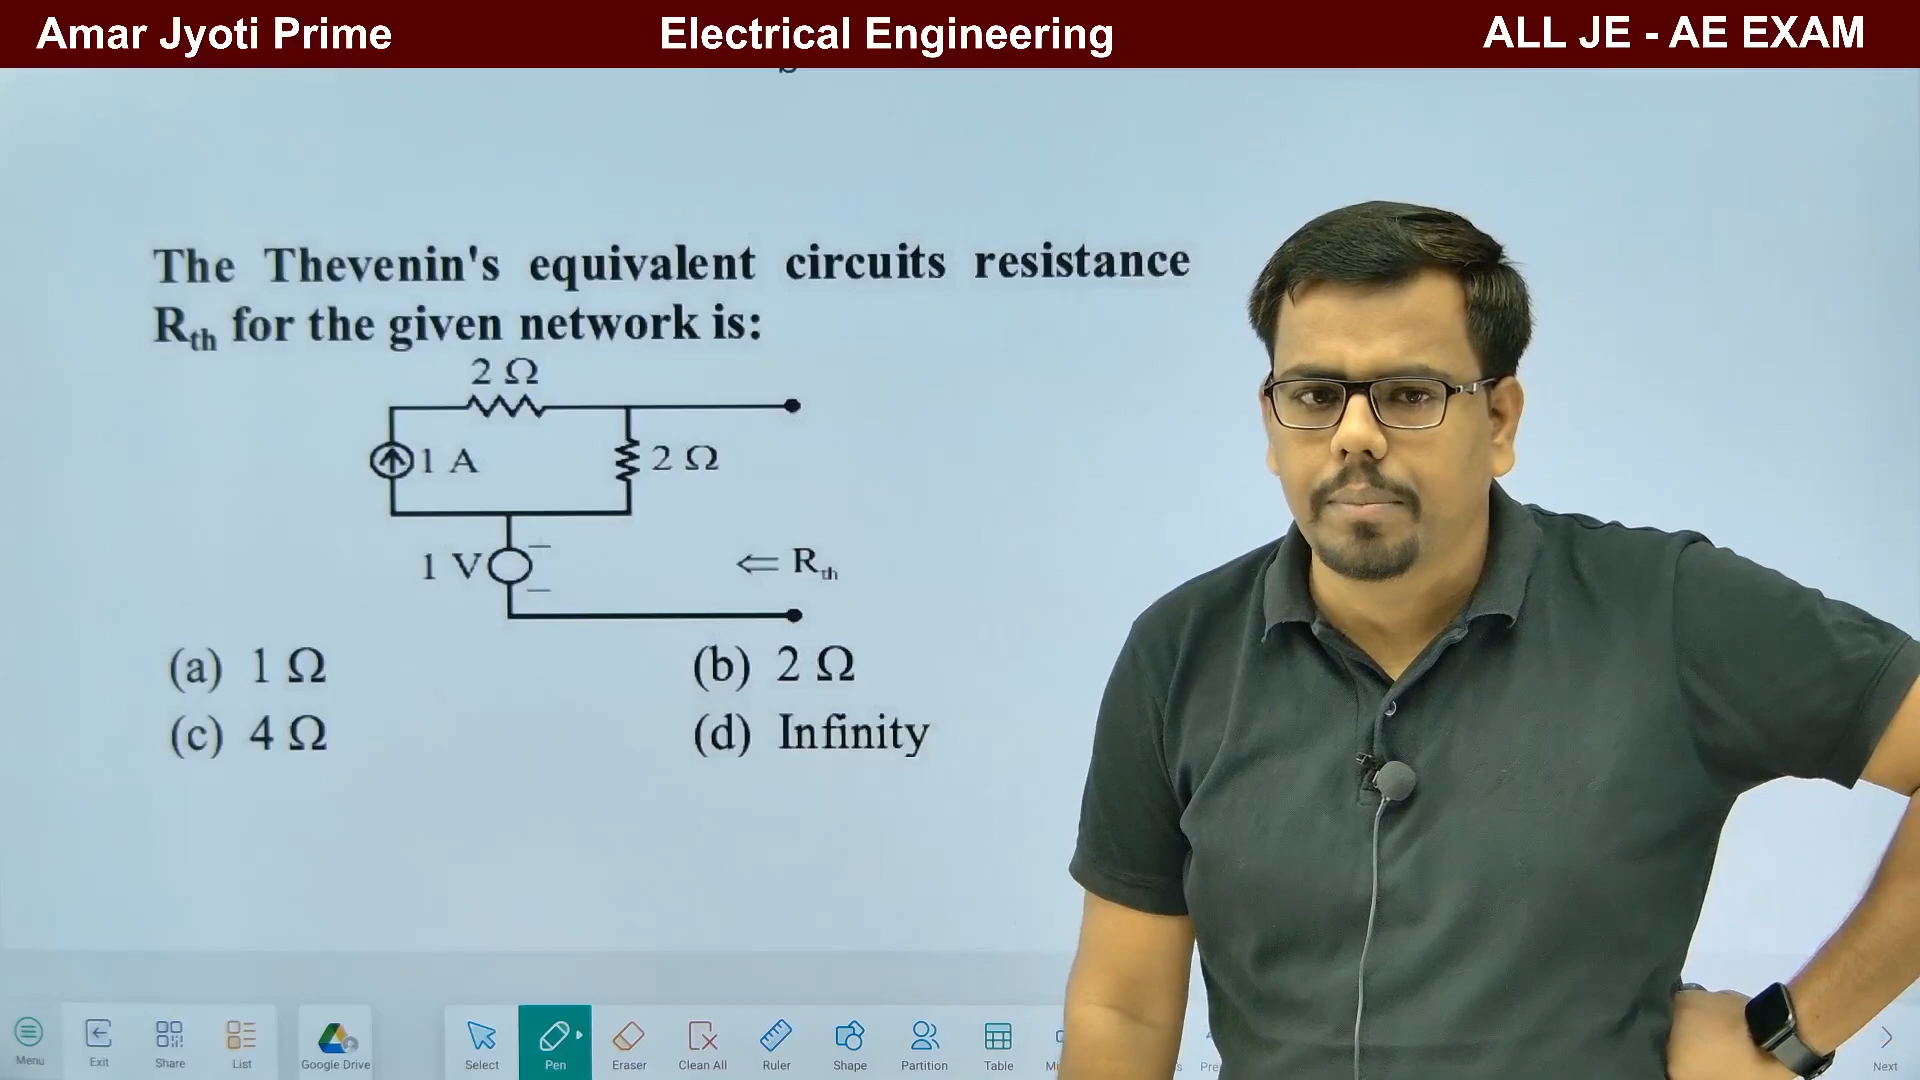 Amar Jyoti Prime
Electrical Engineering
ALL JE - AE EXAM
The Thevenin's equivalent circuits resistance
Rth for the given network is:
2 Ω
1 A
2 Ω
1 V
⇐ Rth
(a) 1 Ω
(b) 2 Ω
(c) 4 Ω
(d) Infinity
Menu
Exit
Share
List
Google Drive
Select
Pen
Eraser
Clean All
Ruler
Shape
Partition
Table
Next